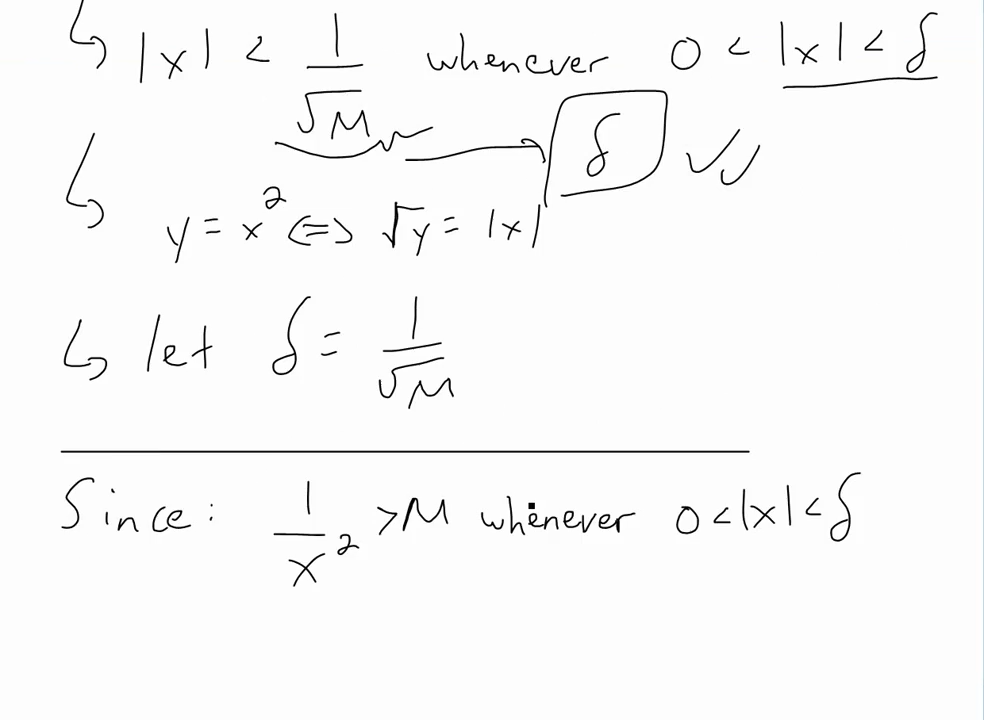 ↳ |x| < 1/√M whenever 0 < |x| < δ
δ ✓✓
↳ y = x² ⇔ √y = |x|
↳ let δ = 1/√M
Since: 1/x² > M whenever 0 < |x| < δ